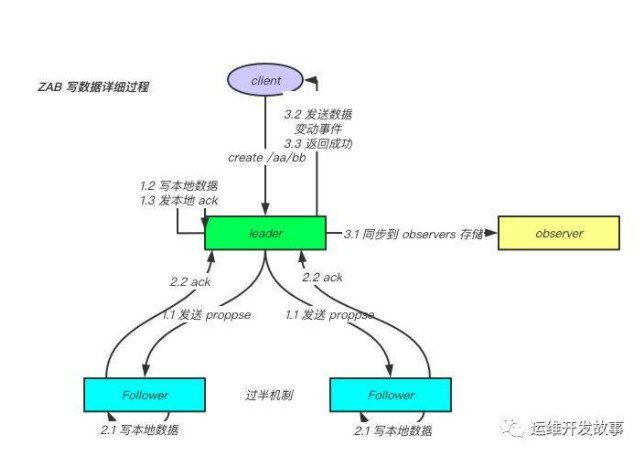 ZAB 写数据详细过程
client
3.2 发送数据
变动事件
3.3 返回成功
create /aa/bb
1.2 写本地数据
1.3 发本地 ack
leader
3.1 同步到 observers 存储
observer
2.2 ack
2.2 ack
1.1 发送 proppse
1.1 发送 proppse
Follower
过半机制
Follower
2.1 写本地数据
2.1 写本地数据
运维开发故事